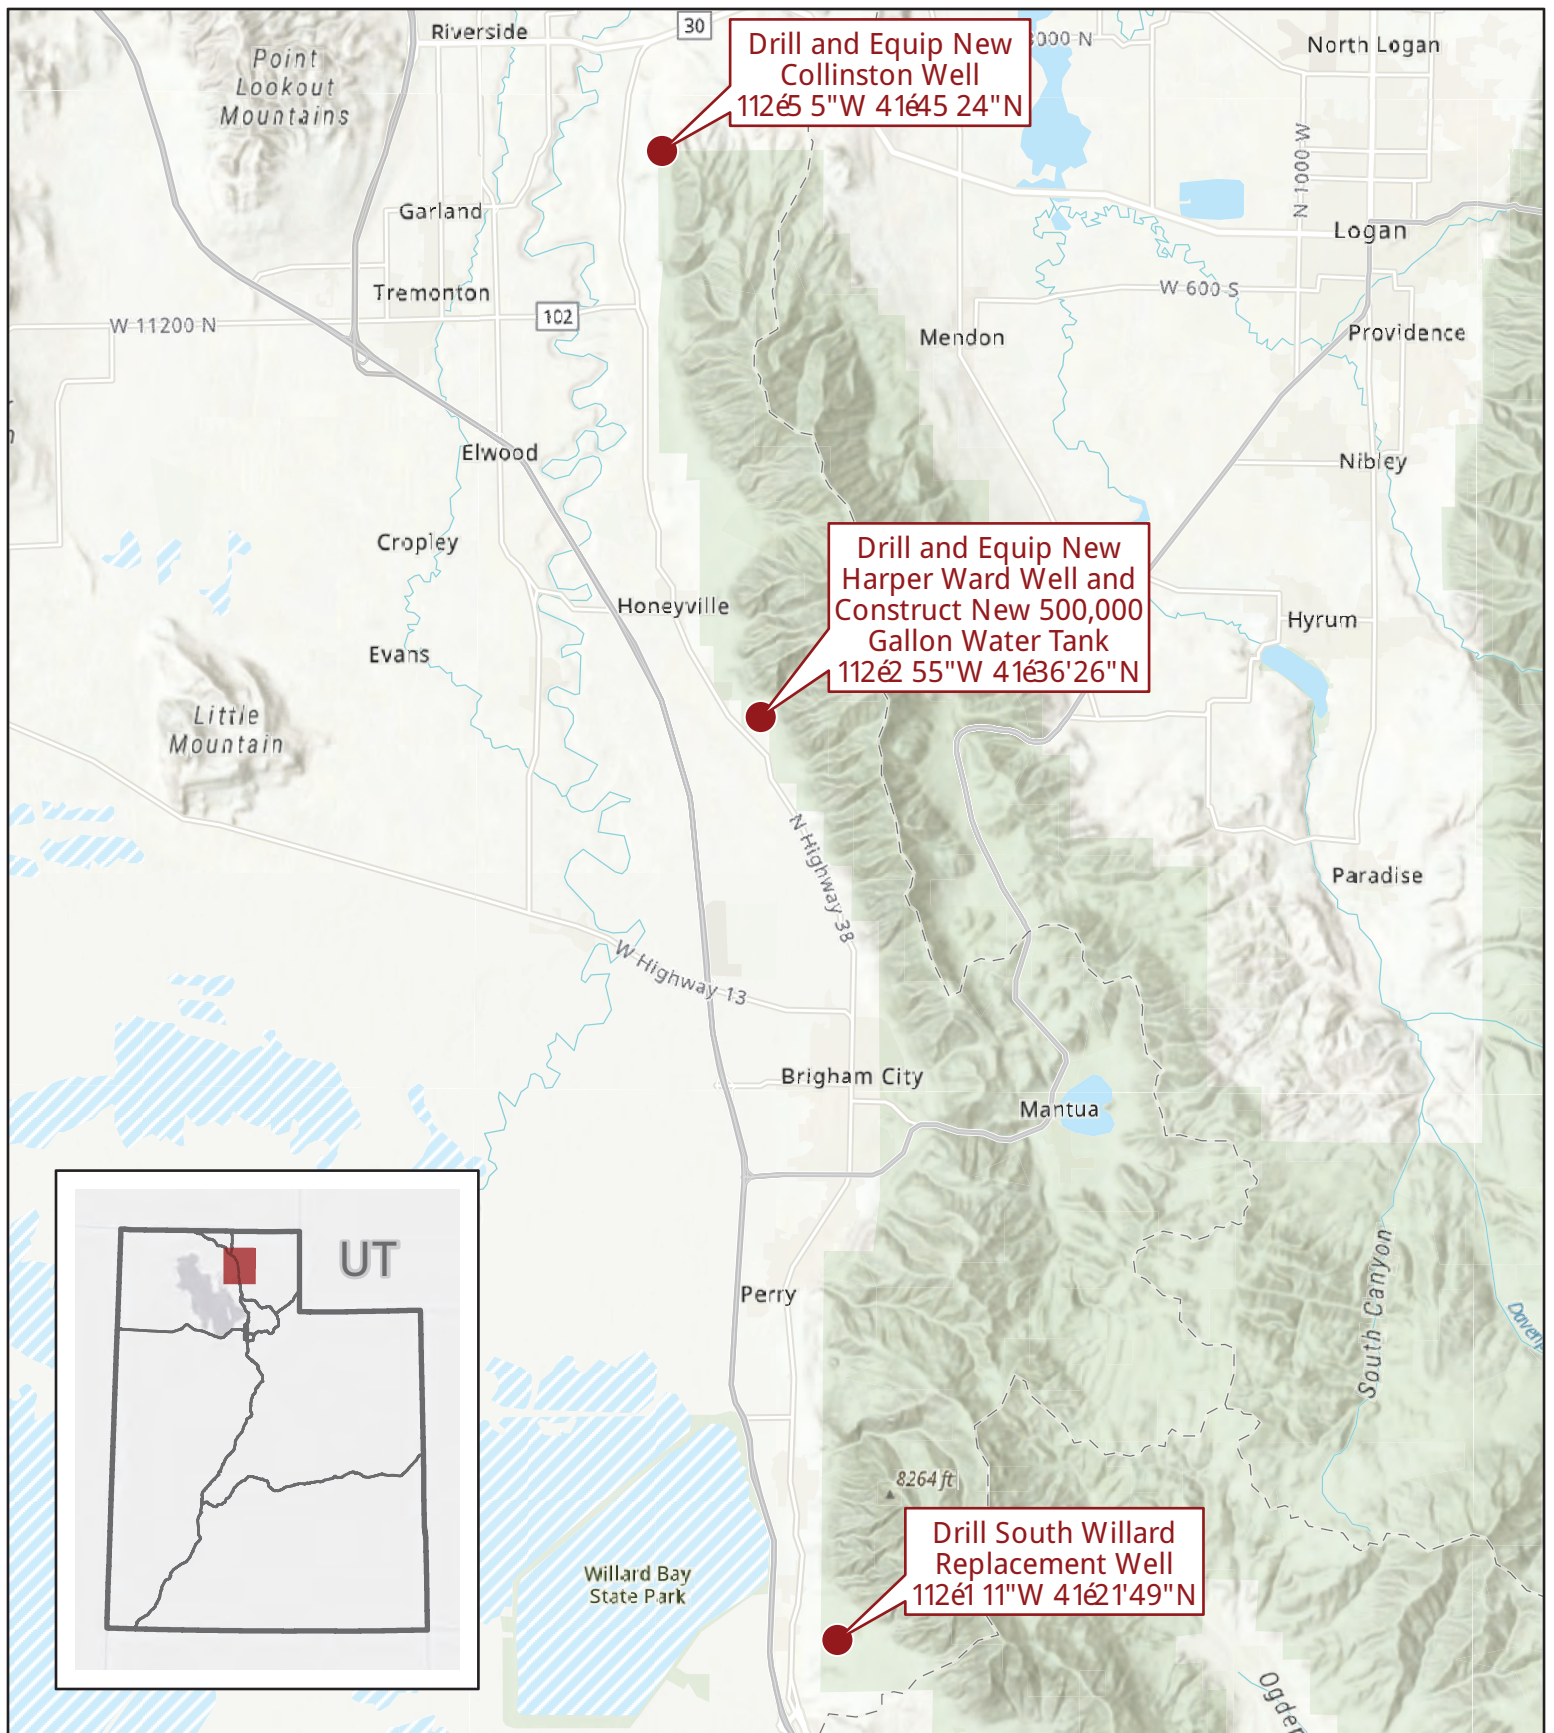 Riverside
30
Drill and Equip New
Collinston Well
112é5 5"W 41é45 24"N
000 N
North Logan
Point
Lookout
Mountains
N 1000 W
Garland
Logan
Tremonton
W 600 S
102
W 11200 N
Mendon
Providence
Elwood
Nibley
Cropley
Drill and Equip New
Harper Ward Well and
Construct New 500,000
Gallon Water Tank
112é2 55"W 41é36'26"N
Honeyville
Hyrum
Evans
Little
Mountain
N Highway 38
Paradise
W Highway 13
Brigham City
Mantua
UT
Perry
South Canyon
Daven
8264 ft
Drill South Willard
Replacement Well
112é1 11"W 41é21'49"N
Willard Bay
State Park
Ogden